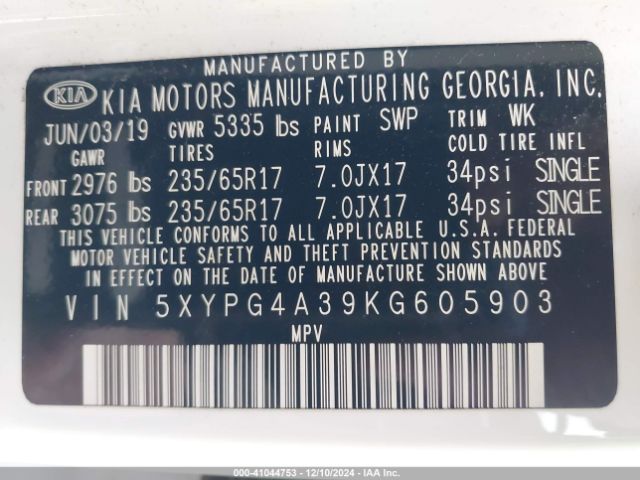 MANUFACTURED BY
KIA KIA MOTORS MANUFACTURING GEORGIA, INC.
JUN/03/19 GVWR 5335 lbs PAINT SWP TRIM WK
GAWR TIRES RIMS COLD TIRE INFL
FRONT 2976 lbs 235/65R17 7.0JX17 34psi SINGLE
REAR 3075 lbs 235/65R17 7.0JX17 34psi SINGLE
THIS VEHICLE CONFORMS TO ALL APPLICABLE U.S.A. FEDERAL
MOTOR VEHICLE SAFETY AND THEFT PREVENTION STANDARDS
IN EFFECT ON THE DATE OF MANUFACTURE SHOWN ABOVE
VIN 5XYPG4A39KG605903
MPV
000-41044753 - 12/10/2024 - IAA Inc.